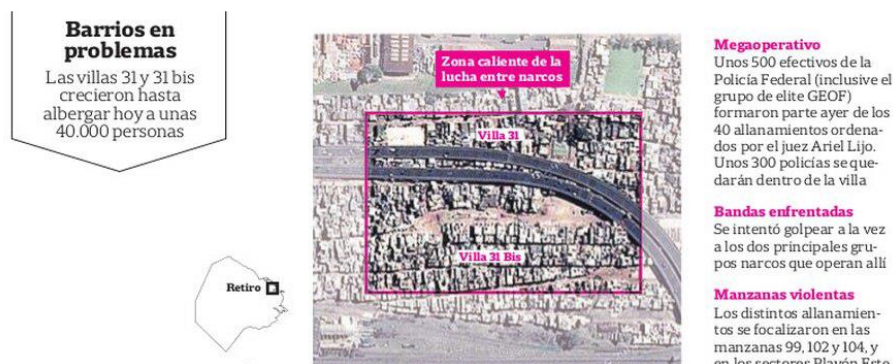 Barrios en
problemas
Las villas 31 y 31 bis
crecieron hasta
albergar hoy a unas
40.000 personas
Retiro
Zona caliente de la
lucha entre narcos
Villa 31
Villa 31 Bis
Megaoperativo
Unos 500 efectivos de la
Policía Federal (inclusive el
grupo de elite GEOF)
formaron parte ayer de los
40 allanamientos ordena-
dos por el juez Ariel Lijo.
Unos 300 policías se que-
darán dentro de la villa
Bandas enfrentadas
Se intentó golpear a la vez
a los dos principales gru-
pos narcos que operan allí
Manzanas violentas
Los distintos allanamien-
tos se focalizaron en las
manzanas 99, 102 y 104, y
en los sectores Playón Este